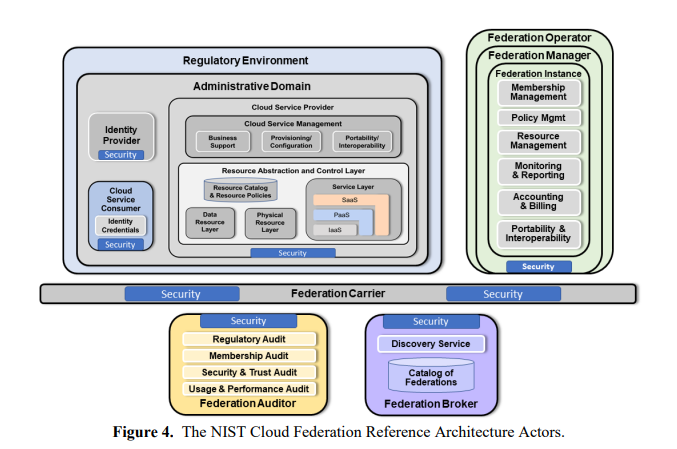 Regulatory Environment
Administrative Domain
Identity
Provider
Security
Cloud
Service
Consumer
Identity
Credentials
Security
Cloud Service Provider
Cloud Service Management
Business
Support
Provisioning/
Configuration
Portability/
Interoperability
Resource Abstraction and Control Layer
Resource Catalog
& Resource Policies
Data
Resource
Layer
Physical
Resource
Layer
Service Layer
SaaS
PaaS
IaaS
Security
Federation Operator
Federation Manager
Federation Instance
Membership
Management
Policy Mgmt
Resource
Management
Monitoring
& Reporting
Accounting
& Billing
Portability &
Interoperability
Security
Security
Federation Carrier
Security
Security
Regulatory Audit
Membership Audit
Security & Trust Audit
Usage & Performance Audit
Federation Auditor
Security
Discovery Service
Catalog of
Federations
Federation Broker
Figure 4. The NIST Cloud Federation Reference Architecture Actors.